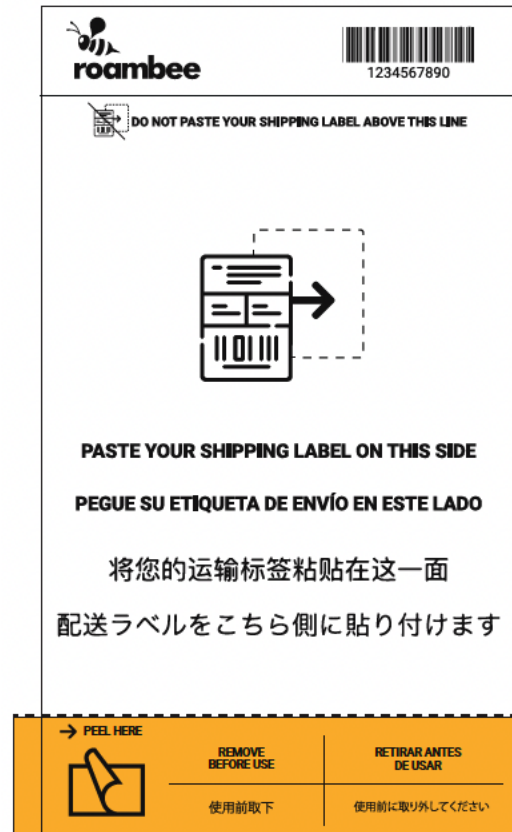 roambee
1234567890
DO NOT PASTE YOUR SHIPPING LABEL ABOVE THIS LINE
PASTE YOUR SHIPPING LABEL ON THIS SIDE
PEGUE SU ETIQUETA DE ENVÍO EN ESTE LADO
将您的运输标签粘贴在这一面
配送ラベルをこちら側に貼り付けます
PEEL HERE
REMOVE
BEFORE USE
RETIRAR ANTES
DE USAR
使用前取下
使用前に取り外してください